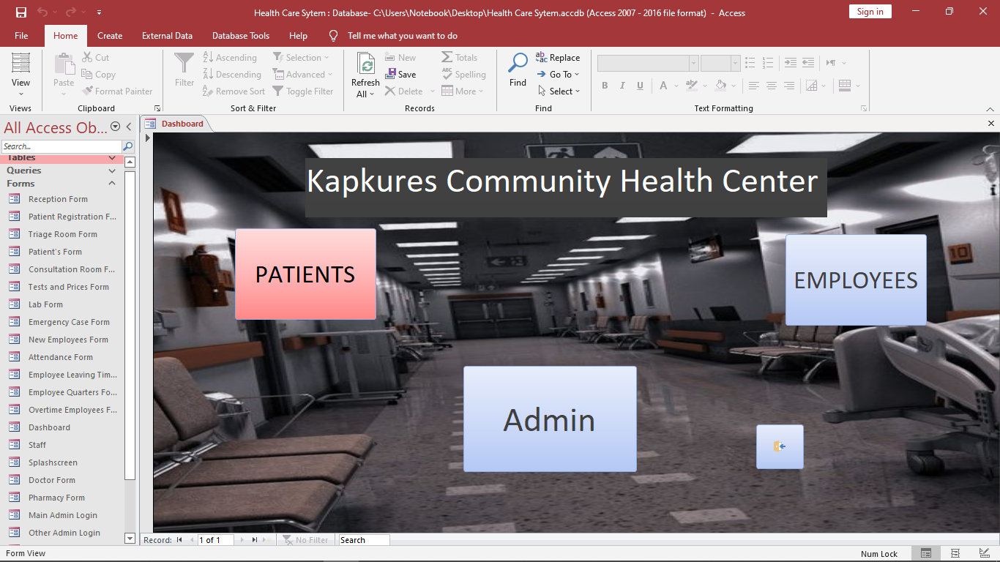 Health Care Sytem : Database- C:\Users\Notebook\Desktop\Health Care Sytem.accdb (Access 2007 - 2016 file format) - Access
Sign in
File Home Create External Data Database Tools Help Tell me what you want to do
View
Views
Paste
Cut
Copy
Format Painter
Clipboard
Filter
Ascending
Descending
Remove Sort
Selection
Advanced
Toggle Filter
Sort & Filter
Refresh
All
New
Save
Delete
Totals
Spelling
More
Records
Find
Replace
Go To
Select
Find
B I U A
Text Formatting
All Access Ob...
Search...
Tables
Queries
Forms
Reception Form
Patient Registration F...
Triage Room Form
Patient's Form
Consultation Room F...
Tests and Prices Form
Lab Form
Emergency Case Form
New Employees Form
Attendance Form
Employee Leaving Tim...
Employee Quarters Fo...
Overtime Employees F...
Dashboard
Staff
Splashscreen
Doctor Form
Pharmacy Form
Main Admin Login
Other Admin Login
Dashboard
Kapkures Community Health Center
PATIENTS
EMPLOYEES
10
Admin
Record: 1 of 1 No Filter Search
Form View
Num Lock